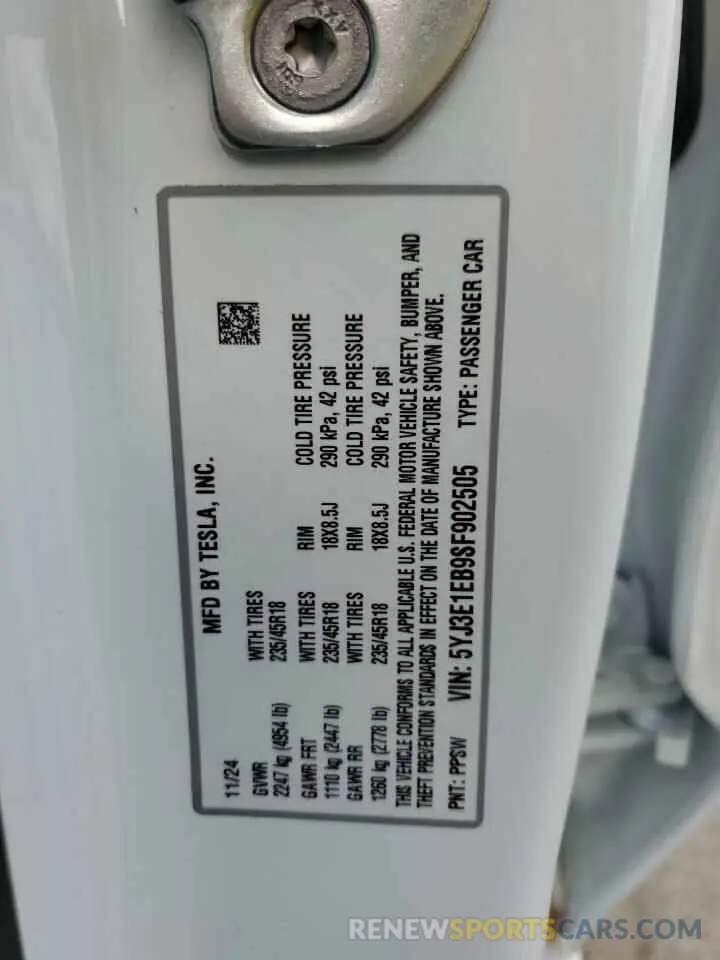 MFD BY TESLA, INC.
11/24
GVWR WITH TIRES
2247 kg (4954 lb) 235/45R18
GAWR FRT WITH TIRES RIM COLD TIRE PRESSURE
1110 kg (2447 lb) 235/45R18 18X8.5J 290 kPa, 42 psi
GAWR RR WITH TIRES RIM COLD TIRE PRESSURE
1260 kg (2778 lb) 235/45R18 18X8.5J 290 kPa, 42 psi
THIS VEHICLE CONFORMS TO ALL APPLICABLE U.S. FEDERAL MOTOR VEHICLE SAFETY, BUMPER, AND
THEFT PREVENTION STANDARDS IN EFFECT ON THE DATE OF MANUFACTURE SHOWN ABOVE.
PNT: PPSW VIN: 5YJ3E1EB9SF902505 TYPE: PASSENGER CAR
RENEWSPORTSCARS.COM